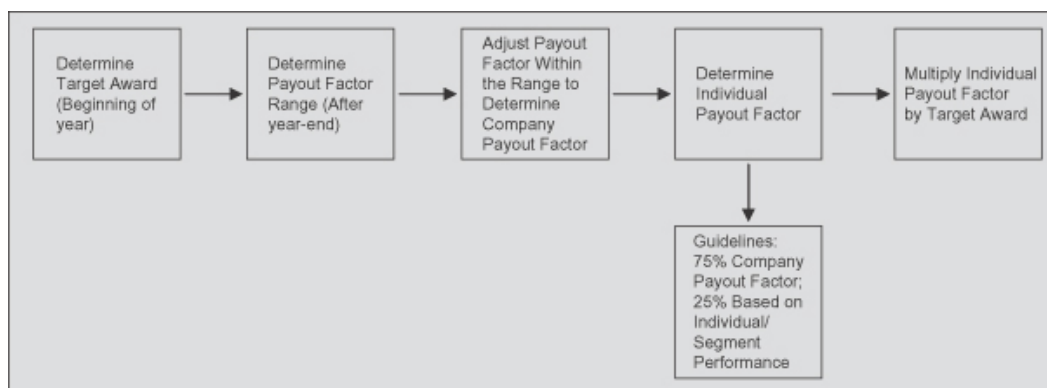 Determine
Target Award
(Beginning of
year)
Determine
Payout Factor
Range (After
year-end)
Adjust Payout
Factor Within
the Range to
Determine
Company
Payout Factor
Determine
Individual
Payout Factor
Multiply Individual
Payout Factor
by Target Award
Guidelines:
75% Company
Payout Factor;
25% Based on
Individual/
Segment
Performance